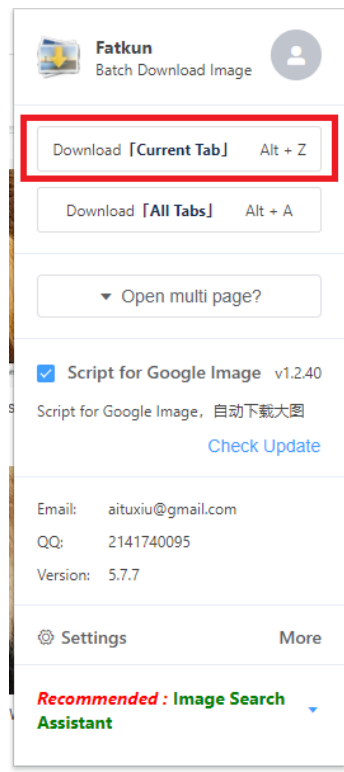 Fatkun
Batch Download Image
Download「Current Tab」 Alt + Z
Download「All Tabs」 Alt + A
Open multi page?
Script for Google Image v1.2.40
Script for Google Image，自动下载大图
Check Update
Email: aituxiu@gmail.com
QQ: 2141740095
Version: 5.7.7
Settings More
Recommended : Image Search
Assistant